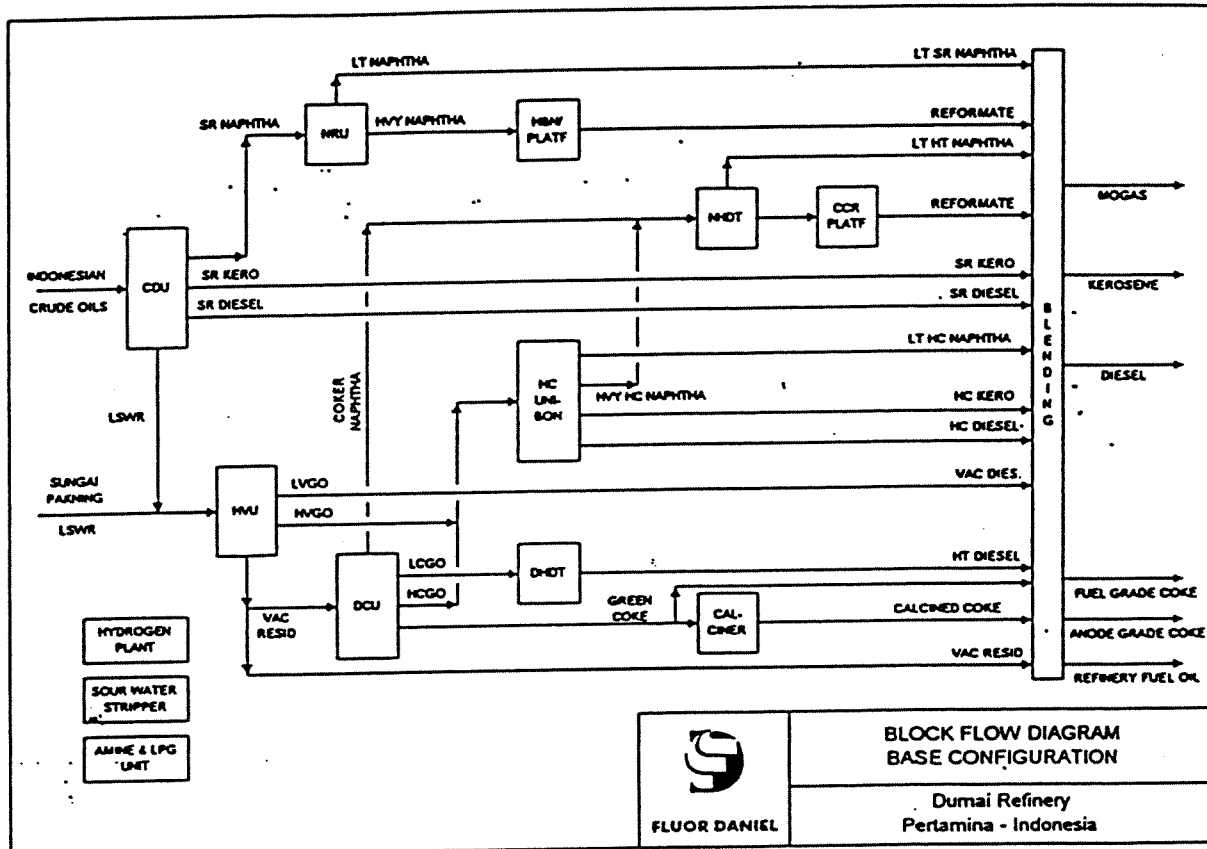 LT NAPHTHA
LT SR NAPHTHA
SR NAPHTHA
NRU
HVY NAPHTHA
PLATF
REFORMATE
LT HT NAPHTHA
NHDT
CCR
PLATF
REFORMATE
MOGAS
INDONESIAN
CRUDE OILS
CDU
SR KERO
SR DIESEL
SR KERO
SR DIESEL
KEROSENE
BLENDING
LT HC NAPHTHA
DIESEL
COKER
NAPHTHA
HC
UNI-
BON
HVY HC NAPHTHA
HC KERO
HC DIESEL
LSWR
SUNGAI
PAKNING
LSWR
HVU
LVGO
HVGO
VAC DIES.
LCGO
HCGO
DHDT
HT DIESEL
DCU
VAC
RESID
GREEN
COKE
CAL-
CINER
CALCINED COKE
FUEL GRADE COKE
ANODE GRADE COKE
VAC RESID
REFINERY FUEL OIL
HYDROGEN
PLANT
SOUR WATER
STRIPPER
AMINE & LPG
UNIT
FLUOR DANIEL
BLOCK FLOW DIAGRAM
BASE CONFIGURATION
Dumai Refinery
Pertamina - Indonesia